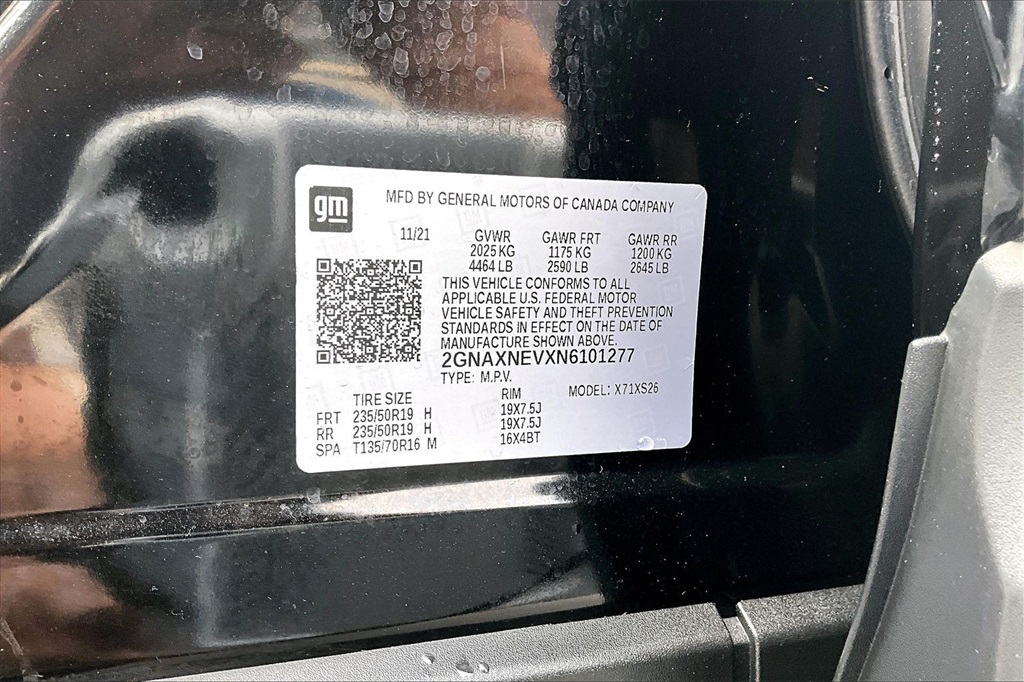 gm
MFD BY GENERAL MOTORS OF CANADA COMPANY
11/21 GVWR GAWR FRT GAWR RR
2025 KG 1175 KG 1200 KG
4464 LB 2590 LB 2645 LB
THIS VEHICLE CONFORMS TO ALL
APPLICABLE U.S. FEDERAL MOTOR
VEHICLE SAFETY AND THEFT PREVENTION
STANDARDS IN EFFECT ON THE DATE OF
MANUFACTURE SHOWN ABOVE.
2GNAXNEVXN6101277
TYPE: M.P.V. MODEL: X71XS26
TIRE SIZE RIM
FRT 235/50R19 H 19X7.5J
RR 235/50R19 H 19X7.5J
SPA T135/70R16 M 16X4BT